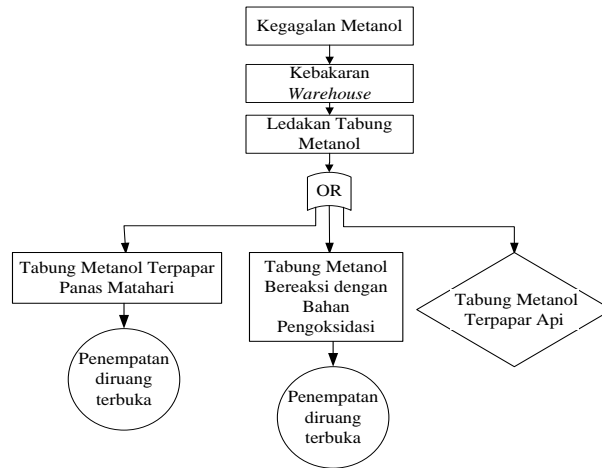 Kegagalan Metanol
Kebakaran
Warehouse
Ledakan Tabung
Metanol
OR
Tabung Metanol Terpapar
Panas Matahari
Tabung Metanol
Bereaksi dengan
Bahan
Pengoksidasi
Tabung Metanol
Terpapar Api
Penempatan
diruang
terbuka
Penempatan
diruang
terbuka